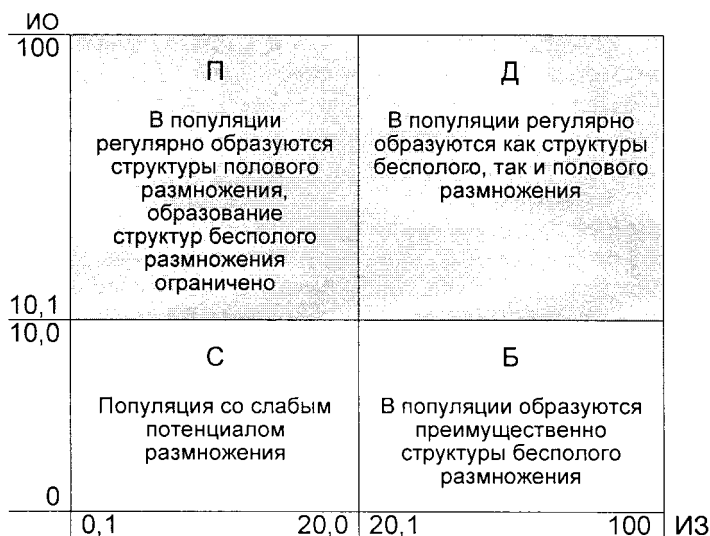 ИО
100
П
В популяции
регулярно образуются
структуры полового
размножения,
образование
структур бесполого
размножения
ограничено
Д
В популяции регулярно
образуются как структуры
бесполого, так и полового
размножения
10,1
10,0
С
Популяция со слабым
потенциалом
размножения
Б
В популяции образуются
преимущественно
структуры бесполого
размножения
0
0,1 20,0 20,1 100 ИЗ